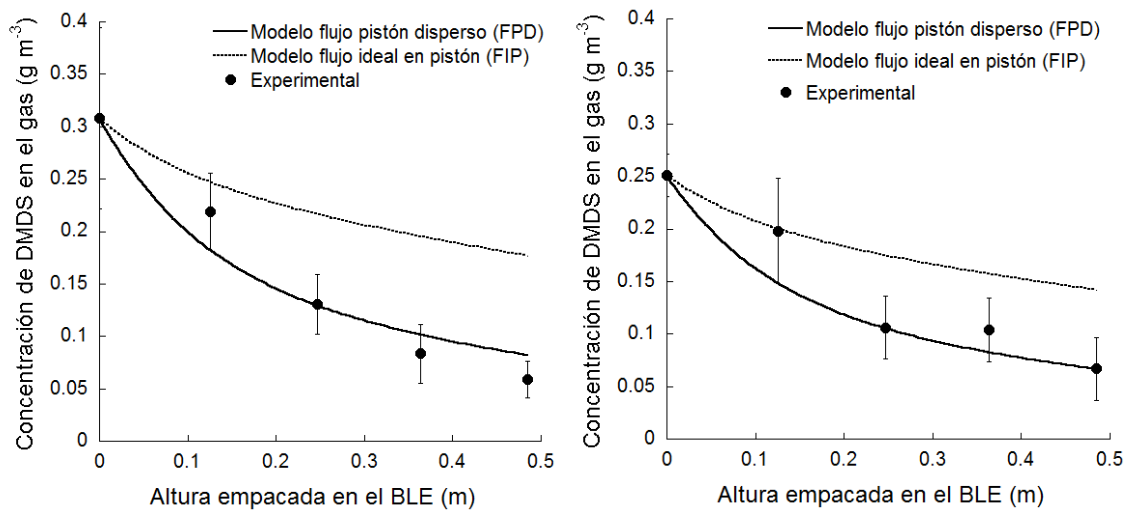 Concentración de DMDS en el gas (g m-3)
0.4
0.35
0.3
0.25
0.2
0.15
0.1
0.05
0
Modelo flujo pistón disperso (FPD)
Modelo flujo ideal en pistón (FIP)
Experimental
0 0.1 0.2 0.3 0.4 0.5
Altura empacada en el BLE (m)
Concentración de DMDS en el gas (g m-3)
0.4
0.35
0.3
0.25
0.2
0.15
0.1
0.05
0
Modelo flujo pistón disperso (FPD)
Modelo flujo ideal en pistón (FIP)
Experimental
0 0.1 0.2 0.3 0.4 0.5
Altura empacada en el BLE (m)